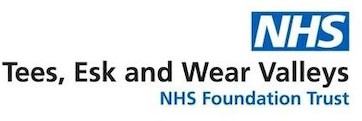 NHS
Tees, Esk and Wear Valleys
NHS Foundation Trust